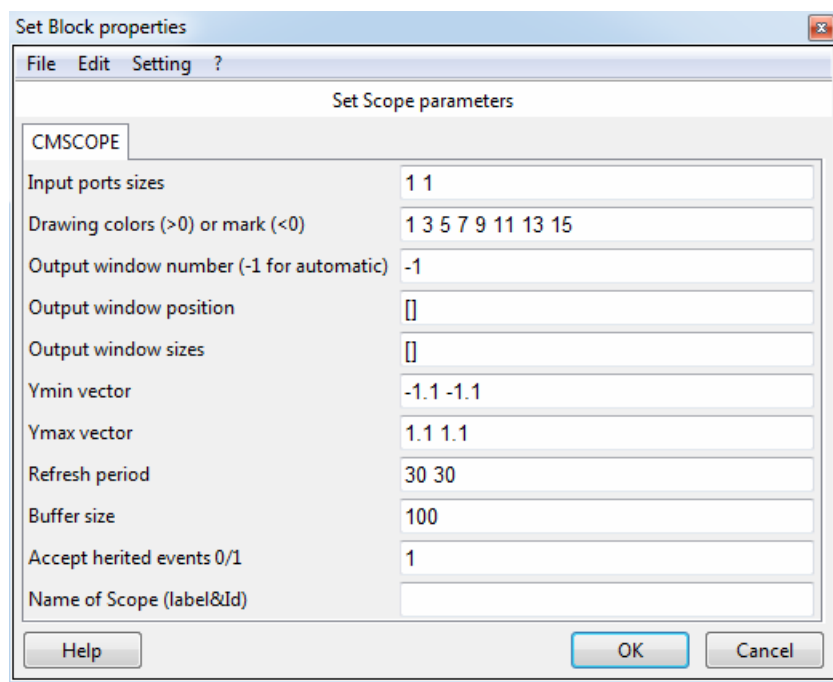 Set Block properties
File Edit Setting ?
Set Scope parameters
CMSCOPE
Input ports sizes 1 1
Drawing colors (>0) or mark (<0) 1 3 5 7 9 11 13 15
Output window number (-1 for automatic) -1
Output window position []
Output window sizes []
Ymin vector -1.1 -1.1
Ymax vector 1.1 1.1
Refresh period 30 30
Buffer size 100
Accept herited events 0/1 1
Name of Scope (label&Id)
Help OK Cancel